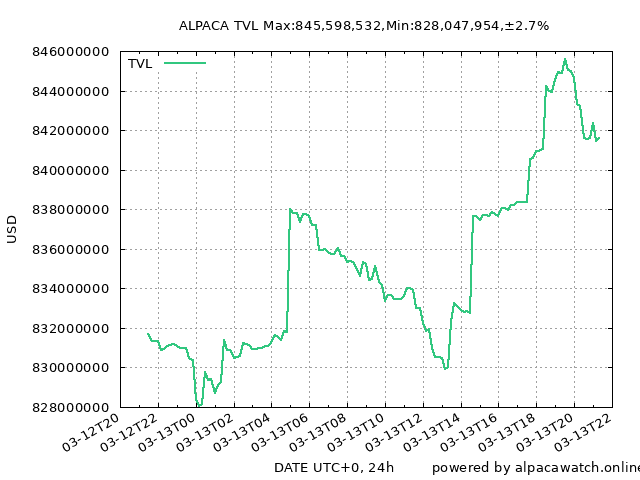 ALPACA TVL Max:845,598,532,Min:828,047,954,±2.7%
TVL
846000000
844000000
842000000
840000000
838000000
836000000
834000000
832000000
830000000
828000000
USD
03-12T20
03-12T22
03-13T00
03-13T02
03-13T04
03-13T06
03-13T08
03-13T10
03-13T12
03-13T14
03-13T16
03-13T18
03-13T20
03-13T22
DATE UTC+0, 24h
powered by alpacawatch.online